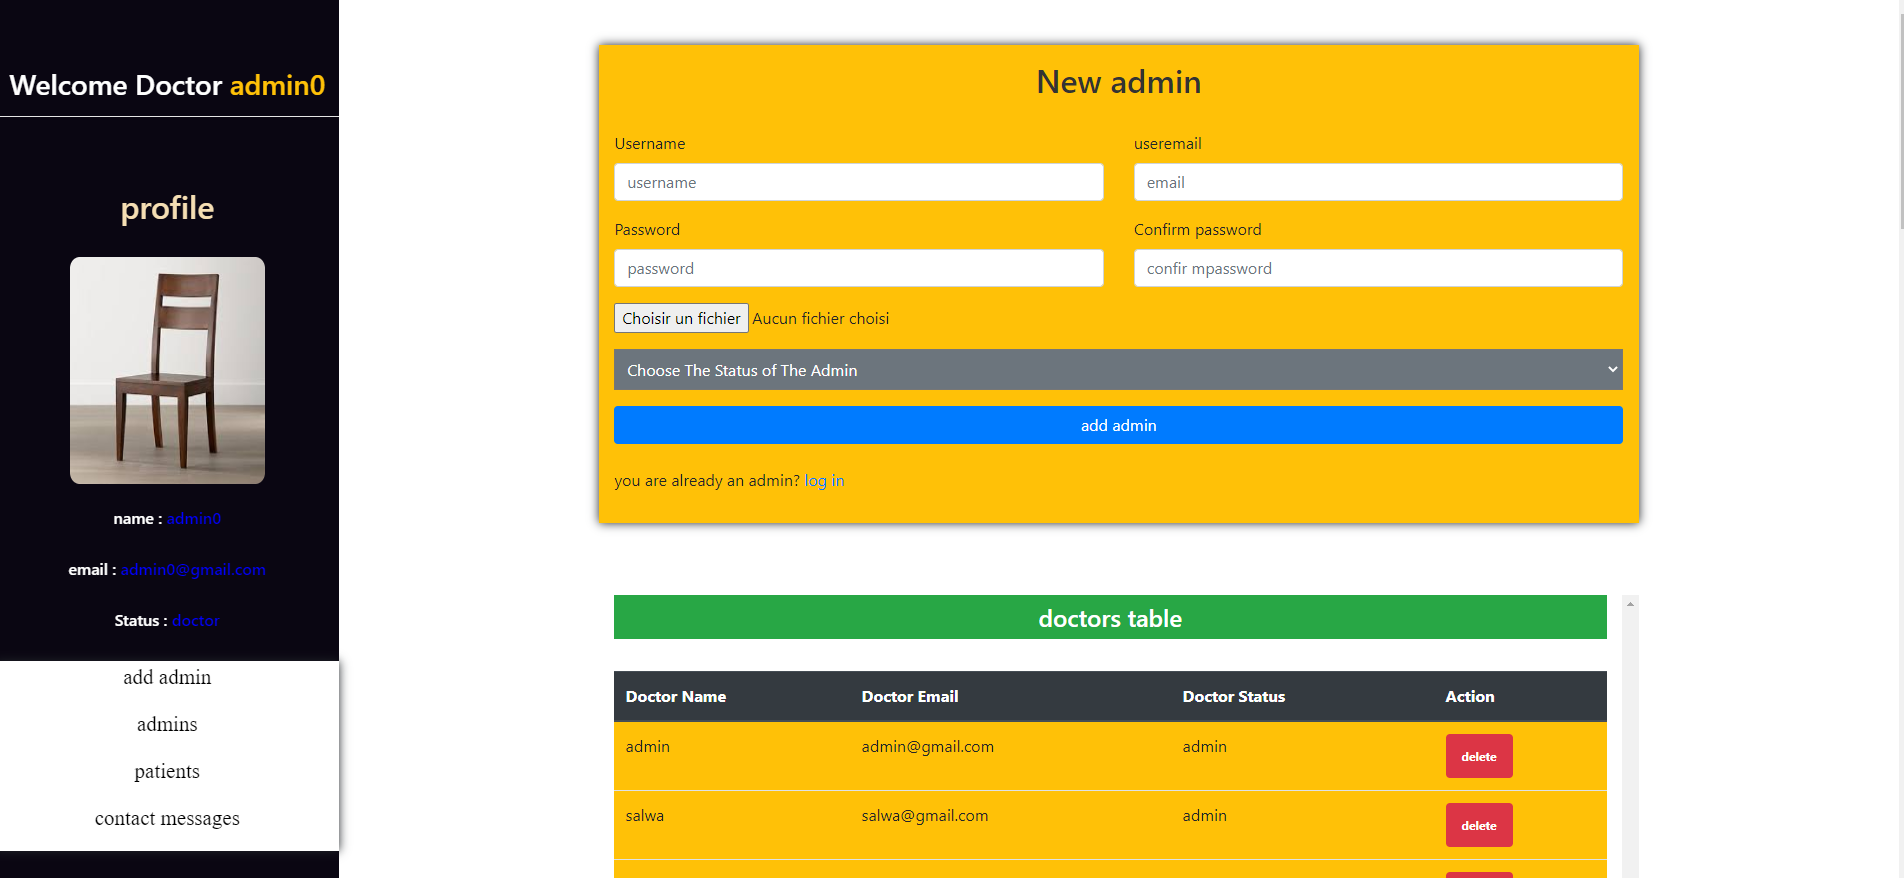 Welcome Doctor admin0
profile
name : admin0
email : admin0@gmail.com
Status : doctor
add admin
admins
patients
contact messages
New admin
Username useremail
username email
Password Confirm password
password confir mpassword
Choisir un fichier Aucun fichier choisi
Choose The Status of The Admin
add admin
you are already an admin? log in
doctors table
Doctor Name Doctor Email Doctor Status Action
admin admin@gmail.com admin delete
salwa salwa@gmail.com admin delete